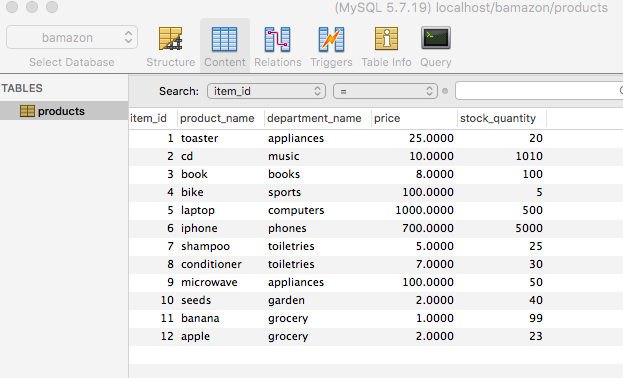 (MySQL 5.7.19) localhost/bamazon/products
bamazon
Select Database Structure Content Relations Triggers Table Info Query
TABLES
products
Search: item_id =
item_id product_name department_name price stock_quantity
1 toaster appliances 25.0000 20
2 cd music 10.0000 1010
3 book books 8.0000 100
4 bike sports 100.0000 5
5 laptop computers 1000.0000 500
6 iphone phones 700.0000 5000
7 shampoo toiletries 5.0000 25
8 conditioner toiletries 7.0000 30
9 microwave appliances 100.0000 50
10 seeds garden 2.0000 40
11 banana grocery 1.0000 99
12 apple grocery 2.0000 23